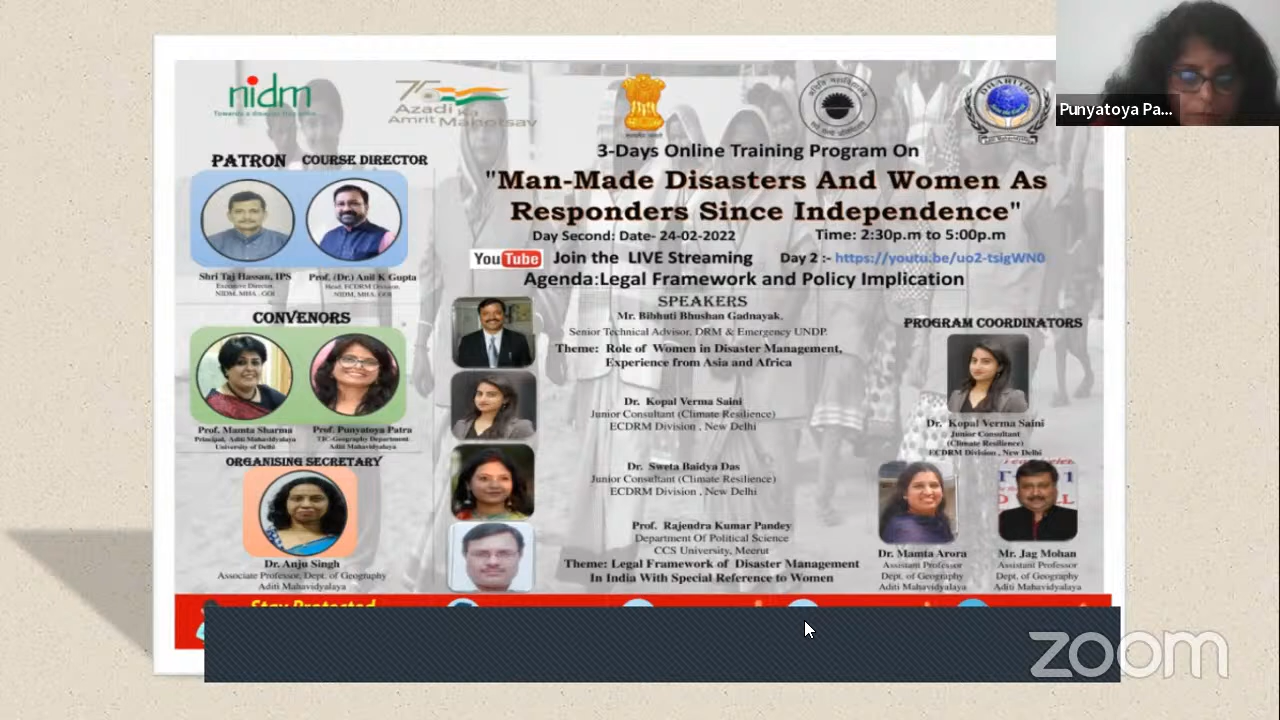 nidm
Towards a disaster free India
75
Azadi Ka
Amrit Mahotsav
Punyatoya Pa...
3-Days Online Training Program On
"Man-Made Disasters And Women As
Responders Since Independence"
Day Second: Date- 24-02-2022 Time: 2:30p.m to 5:00p.m
YouTube Join the LIVE Streaming Day 2 :- https://youtu.be/uo2-tsigWN0
Agenda:Legal Framework and Policy Implication
PATRON COURSE DIRECTOR
Shri Taj Hassan, IPS
Executive Director,
NIDM, MHA, GOI
Prof. (Dr.) Anil K Gupta
Head, ECDRM Division,
NIDM, MHA, GOI
CONVENORS
Prof. Mamta Sharma
Principal, Aditi Mahavidyalaya
University of Delhi
Prof. Punyatoya Patra
TIC-Geography Department
Aditi Mahavidyalaya
ORGANISING SECRETARY
Dr. Anju Singh
Associate Professor, Dept. of Geography
Aditi Mahavidyalaya
SPEAKERS
Mr. Bibhuti Bhushan Gadnayak,
Senior Technical Advisor, DRM & Emergency UNDP.
Theme: Role of Women in Disaster Management,
Experience from Asia and Africa
Dr. Kopal Verma Saini
Junior Consultant (Climate Resilience)
ECDRM Division , New Delhi
Dr. Sweta Baidya Das
Junior Consultant (Climate Resilience)
ECDRM Division , New Delhi
Prof. Rajendra Kumar Pandey
Department Of Political Science
CCS University, Meerut
Theme: Legal Framework of Disaster Management
In India With Special Reference to Women
PROGRAM COORDINATORS
Dr. Kopal Verma Saini
Junior Consultant
(Climate Resilience)
ECDRM Division , New Delhi
Dr. Mamta Arora
Assistant Professor
Dept. of Geography
Aditi Mahavidyalaya
Mr. Jag Mohan
Assistant Professor
Dept. of Geography
Aditi Mahavidyalaya
Stay Protected
zoom